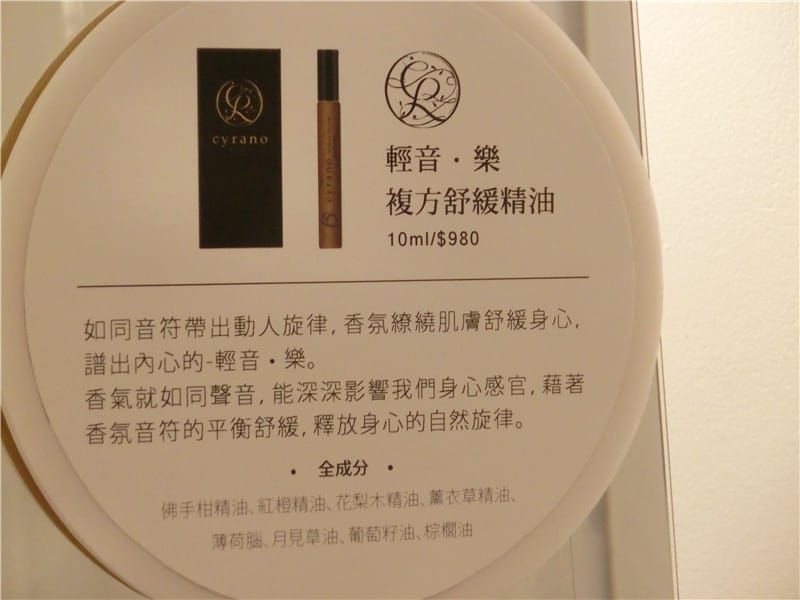 cyrano
cyrano
輕音・樂
複方舒緩精油
10ml/$980
如同音符帶出動人旋律，香氛繚繞肌膚舒緩身心，
譜出內心的-輕音・樂。
香氣就如同聲音，能深深影響我們身心感官，藉著
香氛音符的平衡舒緩，釋放身心的自然旋律。
・ 全成分 ・
佛手柑精油、紅橙精油、花梨木精油、薰衣草精油、
薄荷腦、月見草油、葡萄籽油、棕櫚油